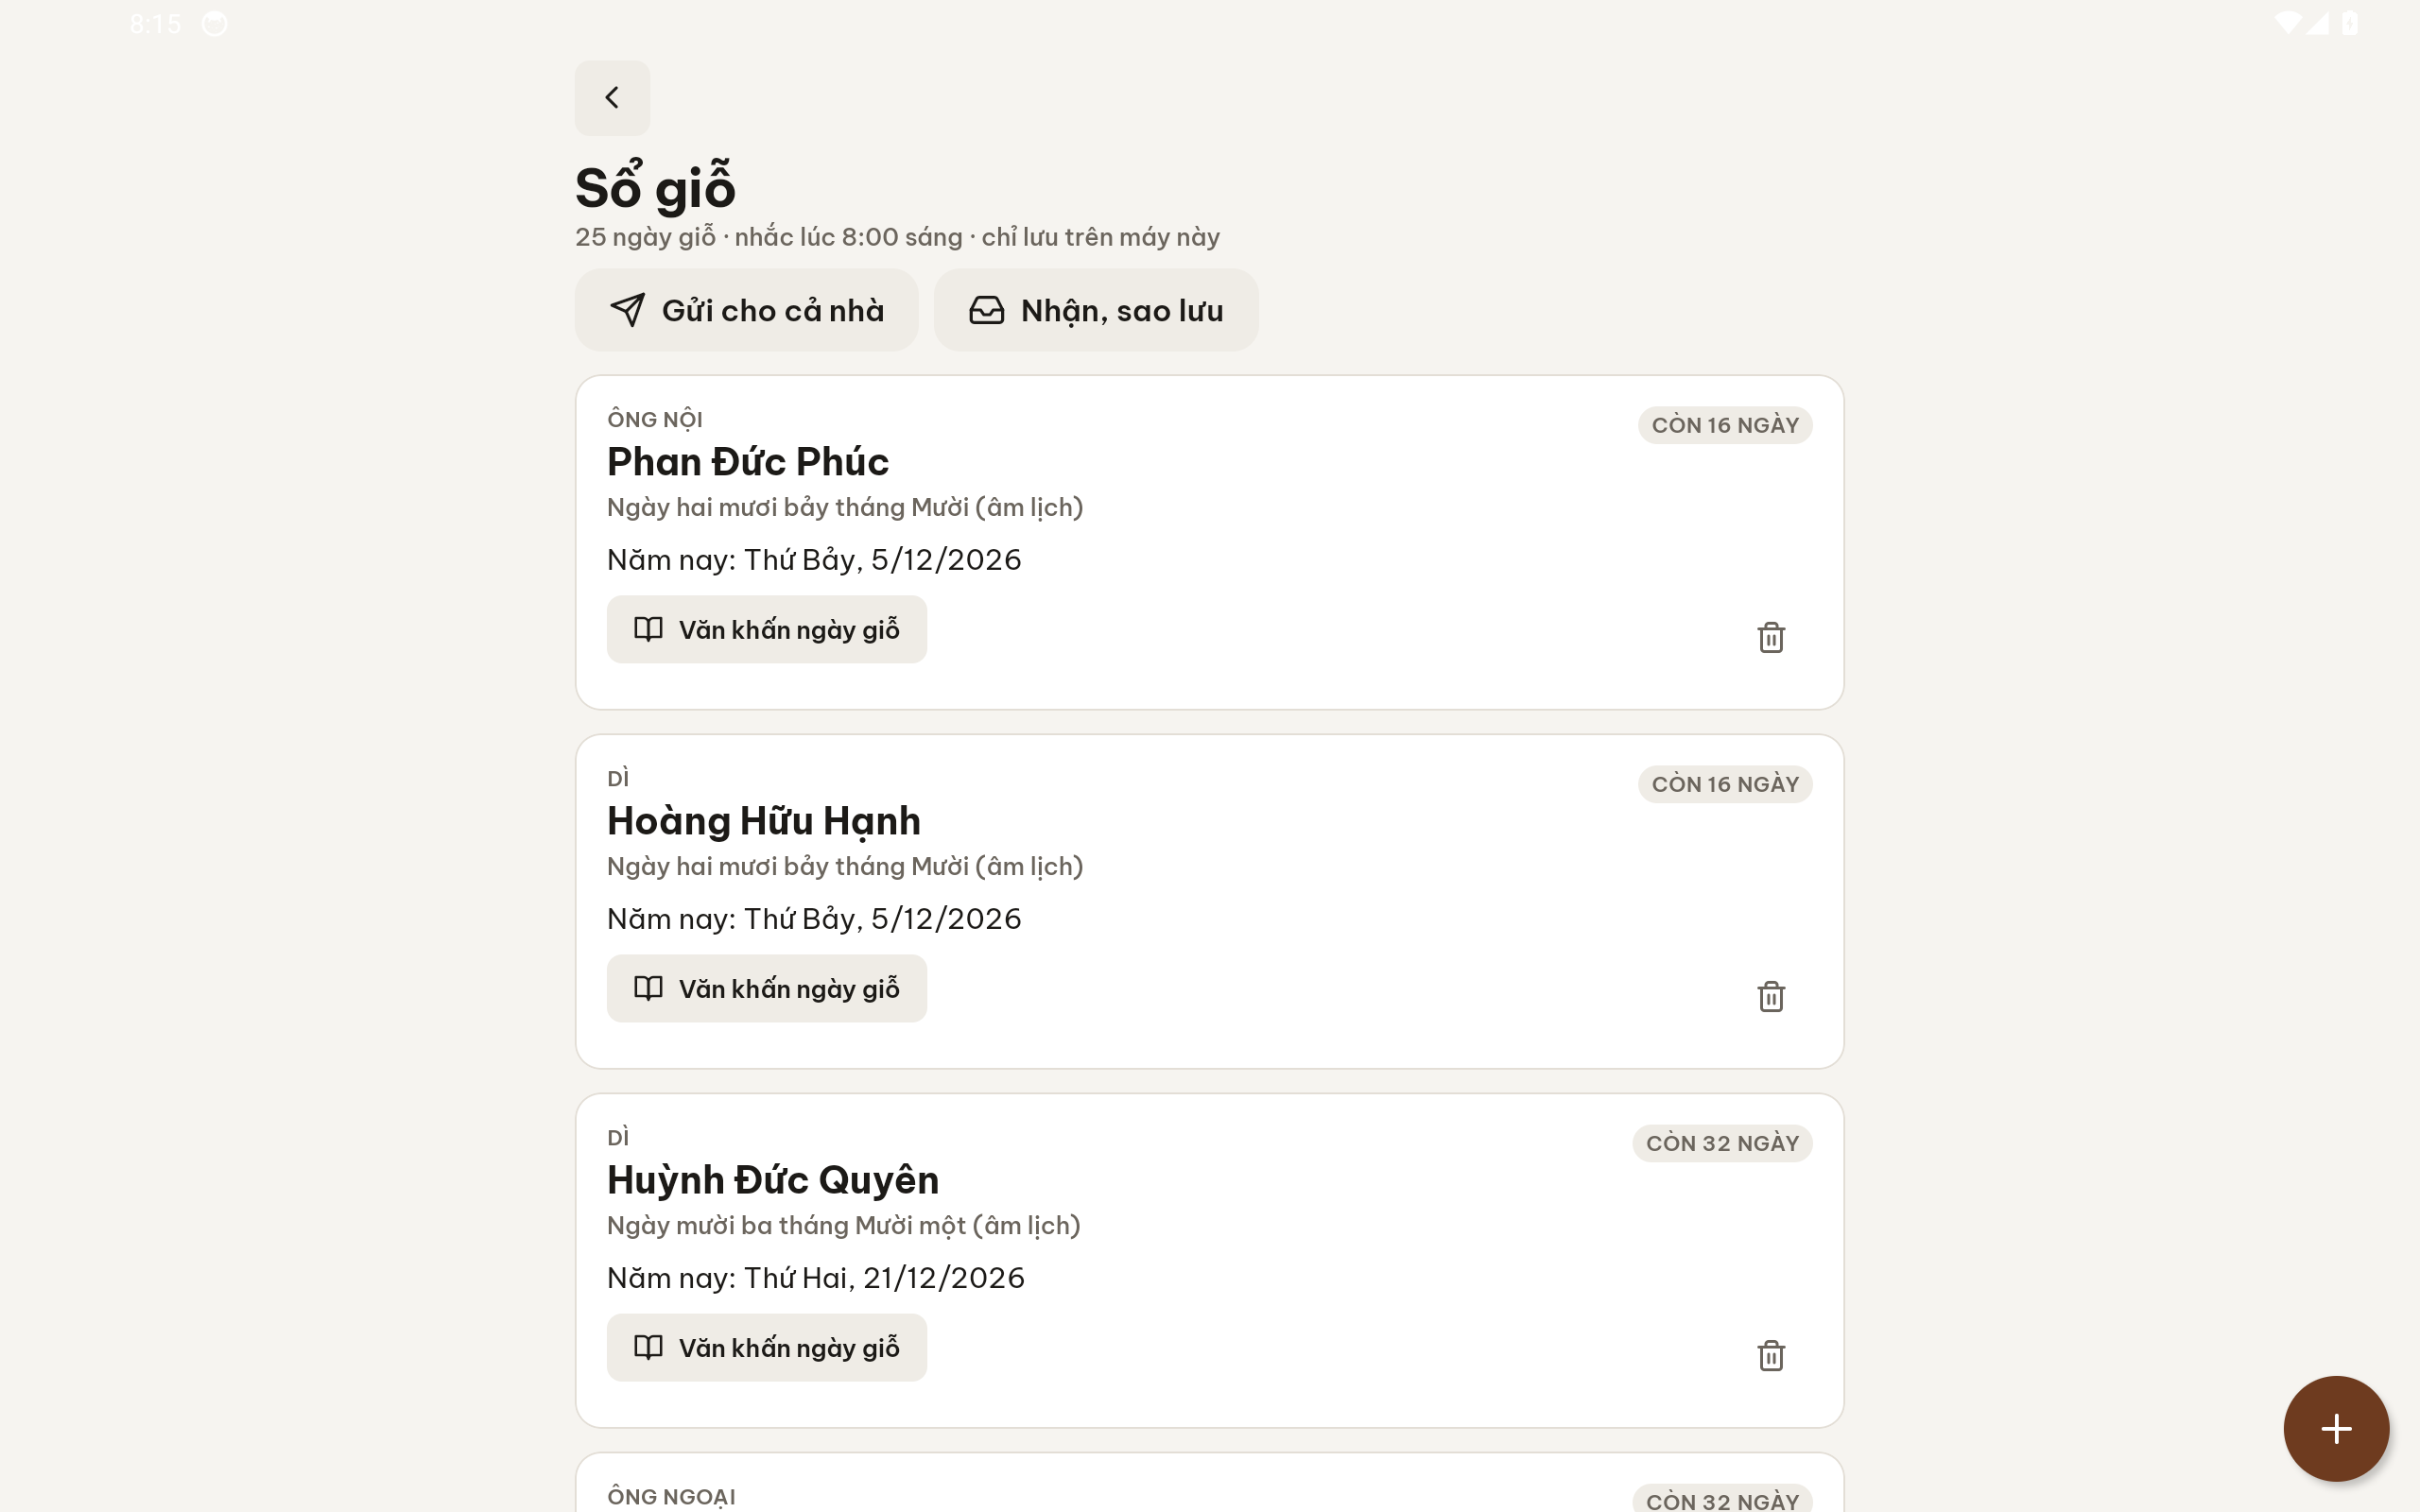 8:15
Sổ giỗ
25 ngày giỗ · nhắc lúc 8:00 sáng · chỉ lưu trên máy này
Gửi cho cả nhà
Nhận, sao lưu
ÔNG NỘI
CÒN 16 NGÀY
Phan Đức Phúc
Ngày hai mươi bảy tháng Mười (âm lịch)
Năm nay: Thứ Bảy, 5/12/2026
Văn khấn ngày giỗ
DÌ
CÒN 16 NGÀY
Hoàng Hữu Hạnh
Ngày hai mươi bảy tháng Mười (âm lịch)
Năm nay: Thứ Bảy, 5/12/2026
Văn khấn ngày giỗ
DÌ
CÒN 32 NGÀY
Huỳnh Đức Quyên
Ngày mười ba tháng Mười một (âm lịch)
Năm nay: Thứ Hai, 21/12/2026
Văn khấn ngày giỗ
ÔNG NGOẠI
CÒN 32 NGÀY